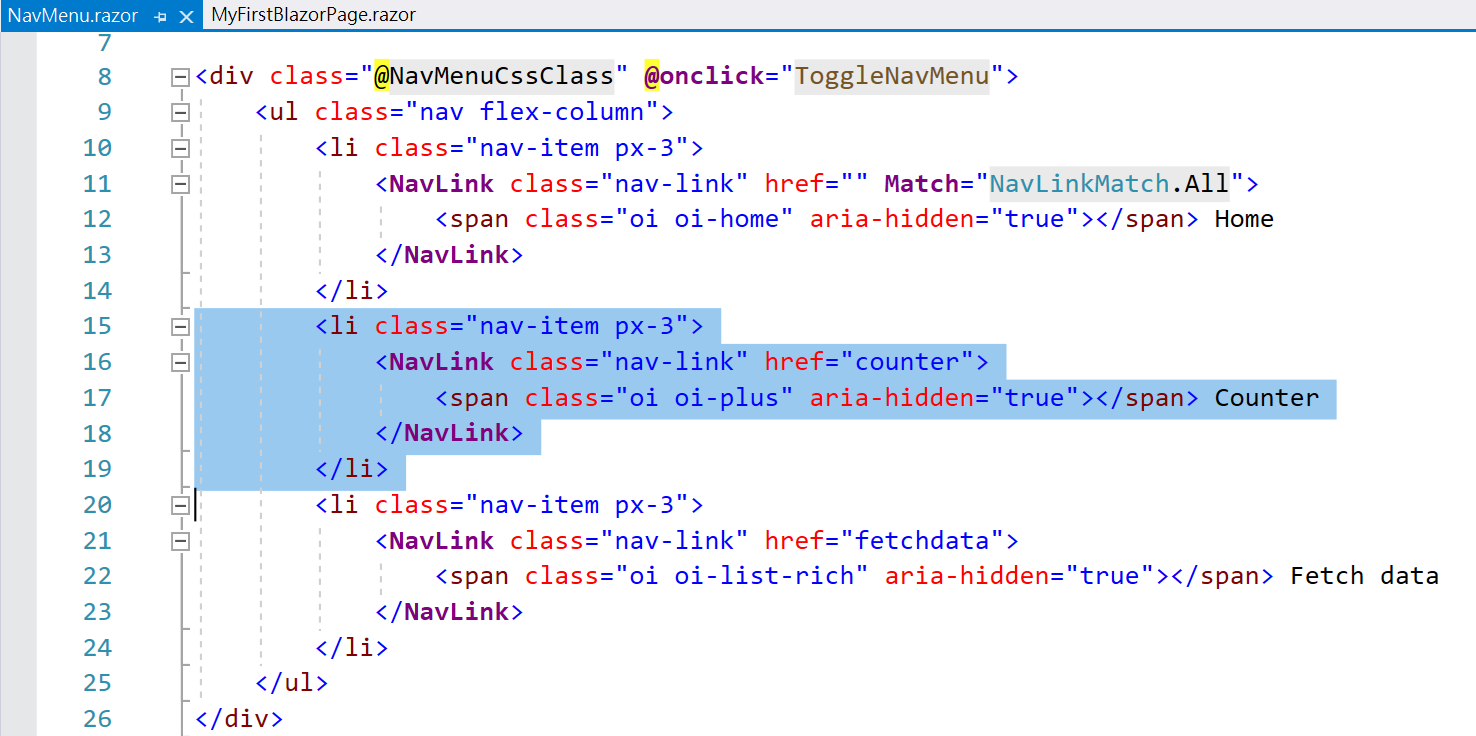 NavMenu.razor MyFirstBlazorPage.razor
7
8 <div class="@NavMenuCssClass" @onclick="ToggleNavMenu">
9     <ul class="nav flex-column">
10         <li class="nav-item px-3">
11             <NavLink class="nav-link" href="" Match="NavLinkMatch.All">
12                 <span class="oi oi-home" aria-hidden="true"></span> Home
13             </NavLink>
14         </li>
15         <li class="nav-item px-3">
16             <NavLink class="nav-link" href="counter">
17                 <span class="oi oi-plus" aria-hidden="true"></span> Counter
18             </NavLink>
19         </li>
20         <li class="nav-item px-3">
21             <NavLink class="nav-link" href="fetchdata">
22                 <span class="oi oi-list-rich" aria-hidden="true"></span> Fetch data
23             </NavLink>
24         </li>
25     </ul>
26 </div>